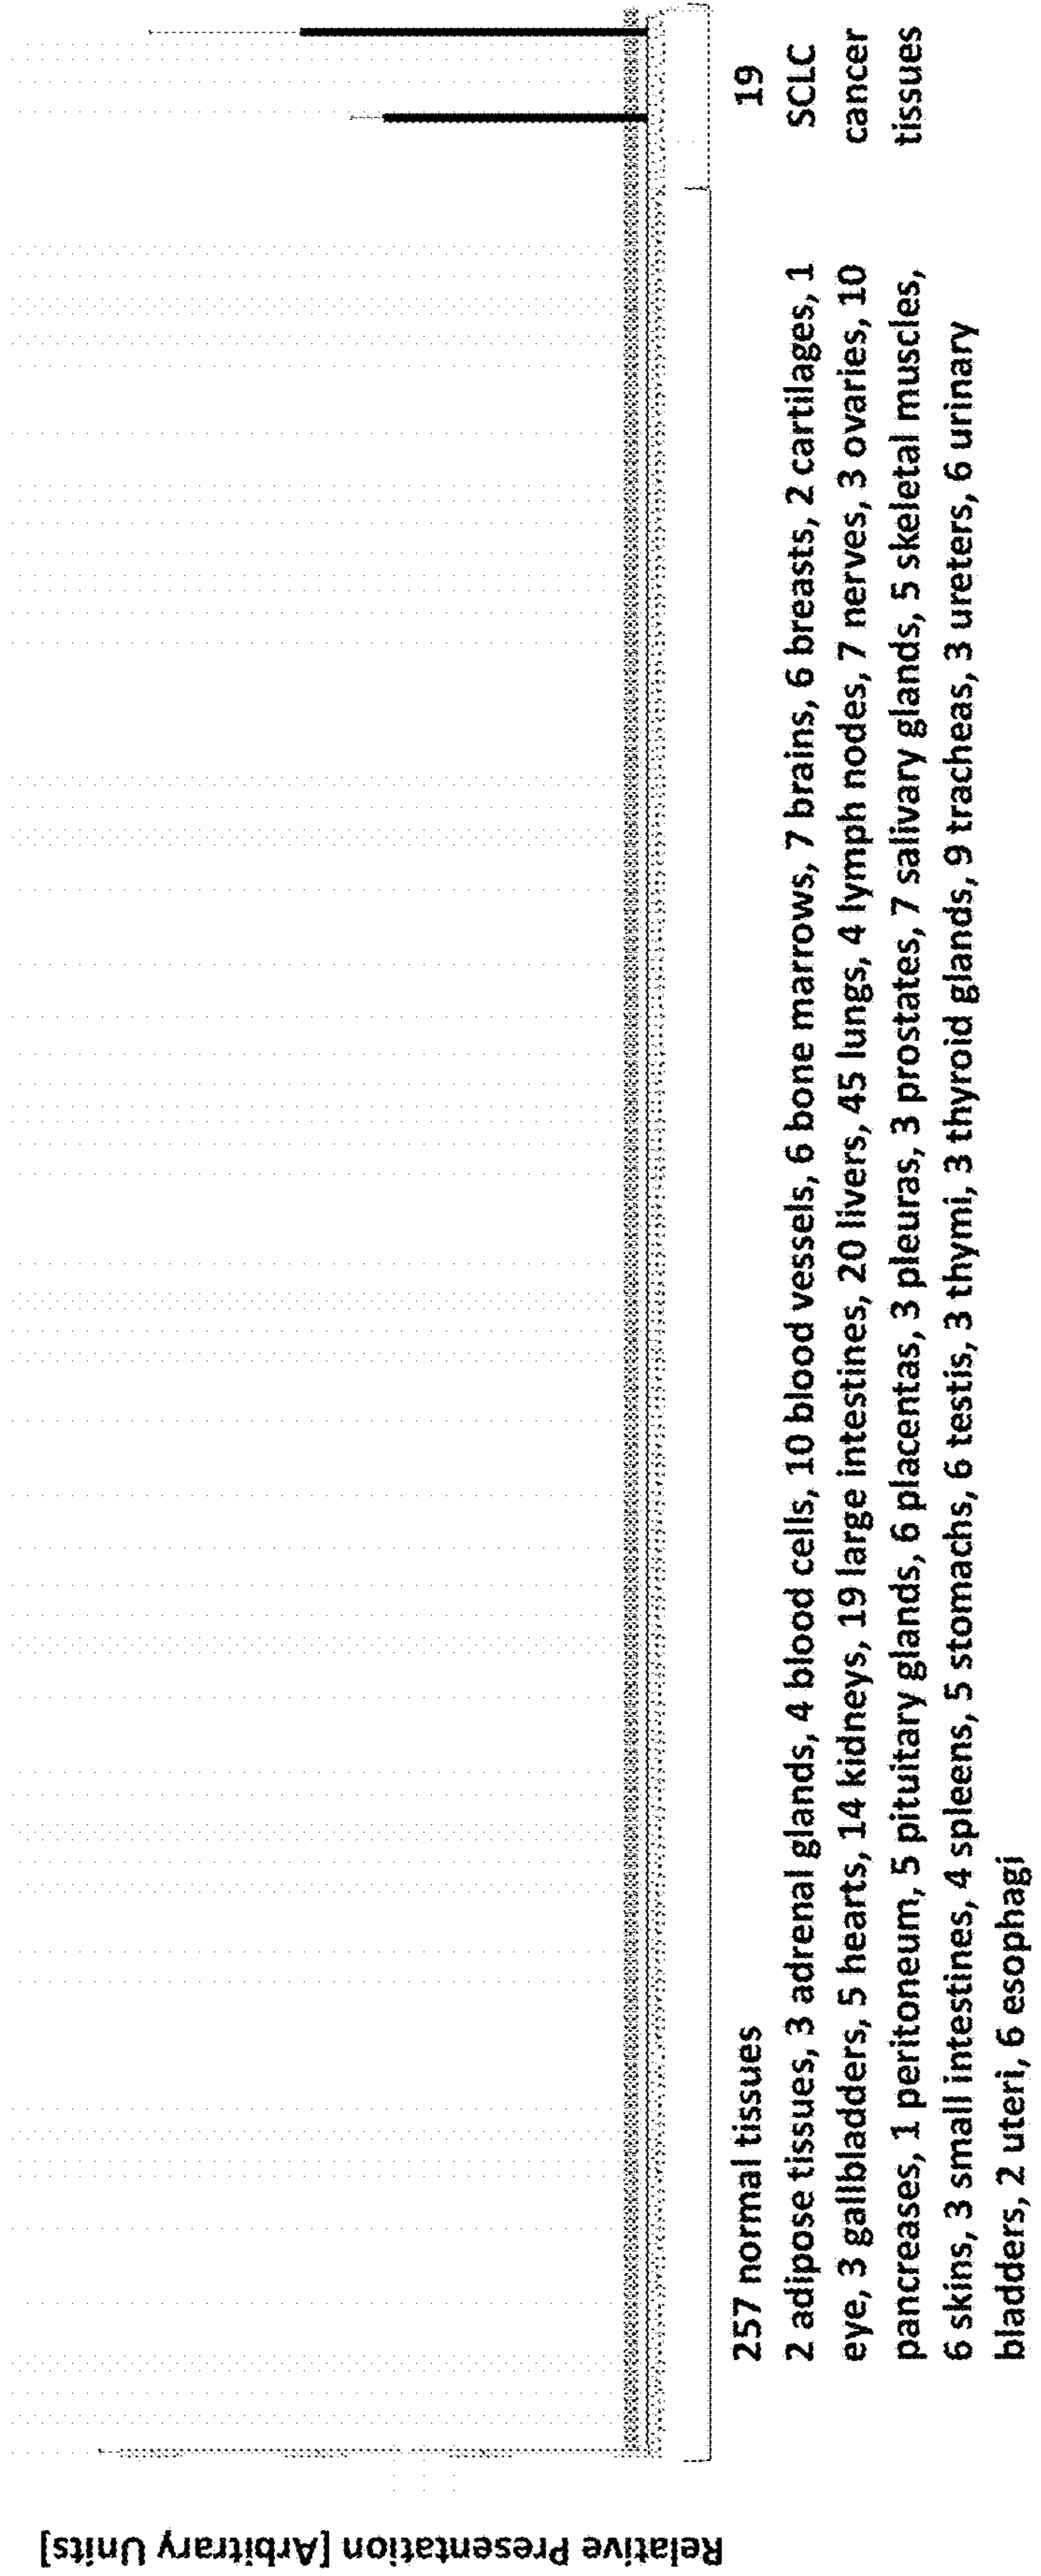 Relative Presentation [Arbitrary Units]
257 normal tissues
2 adipose tissues, 3 adrenal glands, 4 blood cells, 10 blood vessels, 6 bone marrows, 7 brains, 6 breasts, 2 cartilages, 1
eye, 3 gallbladders, 5 hearts, 14 kidneys, 19 large intestines, 20 livers, 45 lungs, 4 lymph nodes, 7 nerves, 3 ovaries, 10
pancreases, 1 peritoneum, 5 pituitary glands, 6 placentas, 3 pleuras, 3 prostates, 7 salivary glands, 5 skeletal muscles,
6 skins, 3 small intestines, 4 spleens, 5 stomachs, 6 testis, 3 thymi, 3 thyroid glands, 9 tracheas, 3 ureters, 6 urinary
bladders, 2 uteri, 6 esophagi
19
SCLC
cancer
tissues